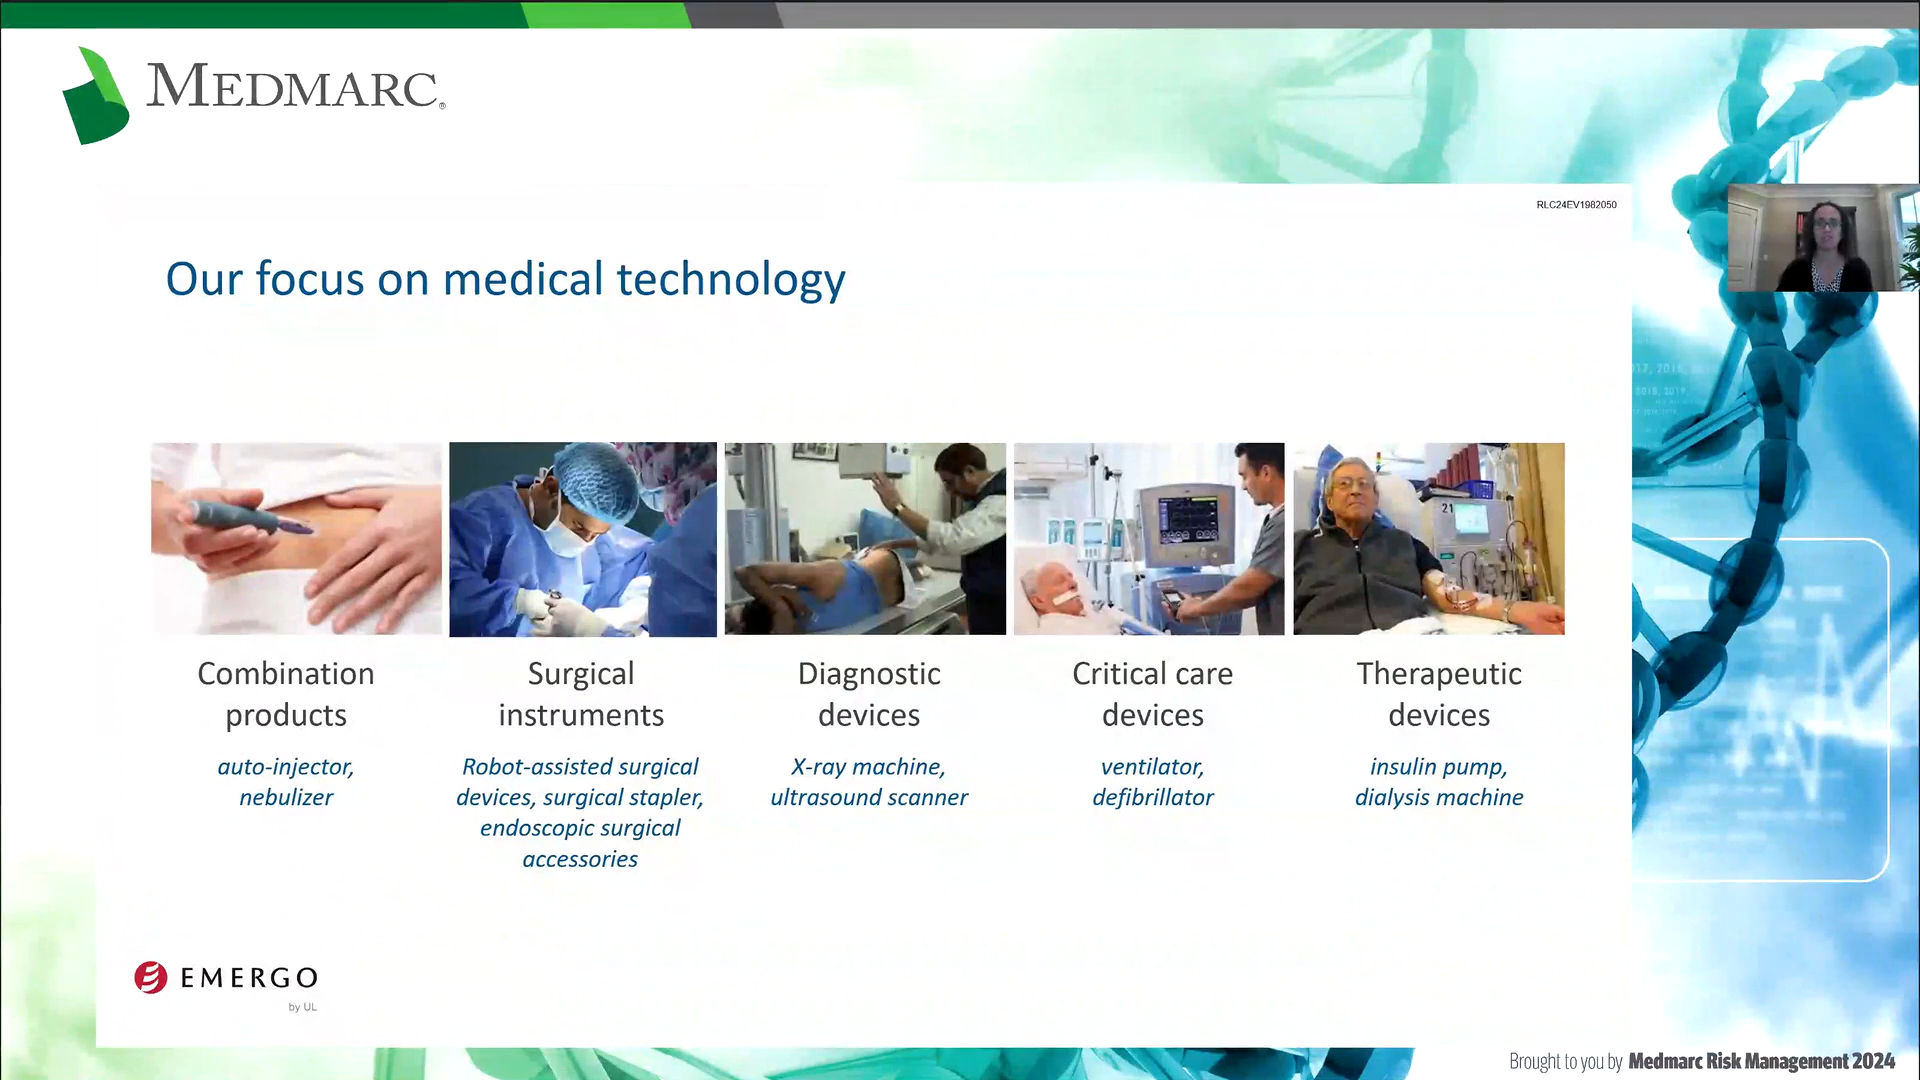 MEDMARC®
RLC24EV1982050
Our focus on medical technology
21
Combination
products
auto-injector,
nebulizer
Surgical
instruments
Robot-assisted surgical
devices, surgical stapler,
endoscopic surgical
accessories
Diagnostic
devices
X-ray machine,
ultrasound scanner
Critical care
devices
ventilator,
defibrillator
Therapeutic
devices
insulin pump,
dialysis machine
EMERGO
by UL
Brought to you by Medmarc Risk Management 2024